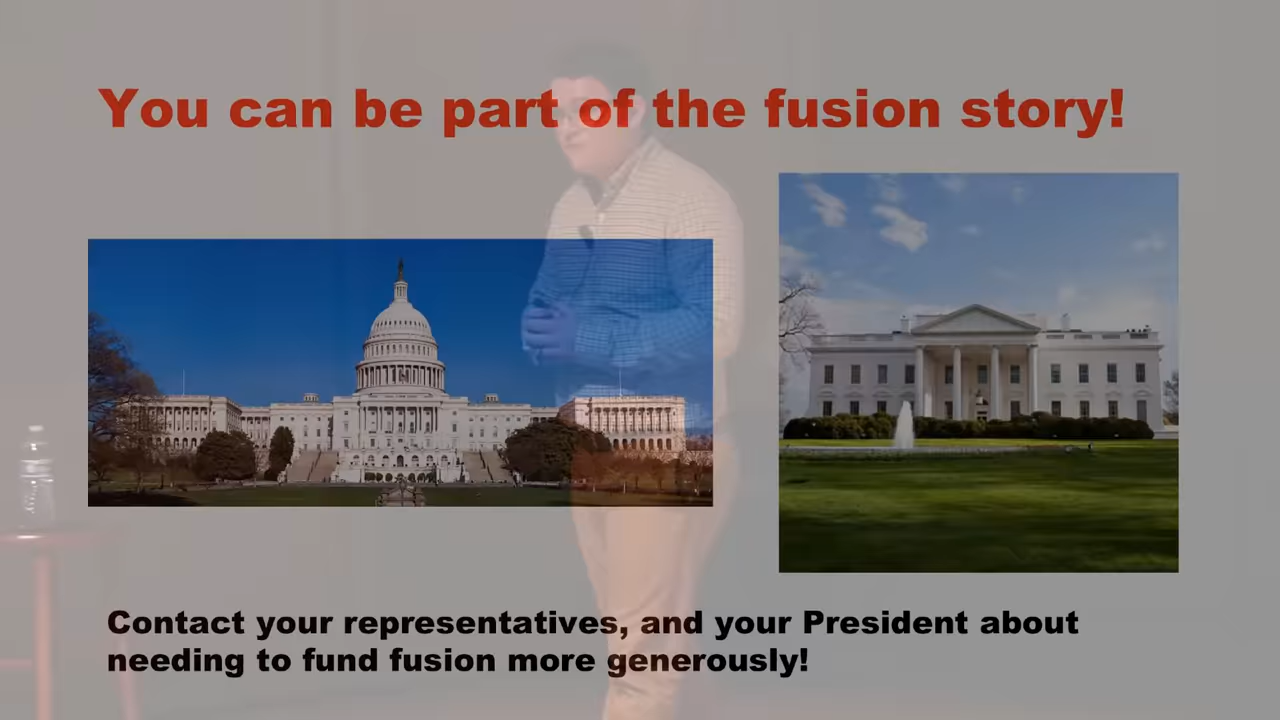 You can be part of the fusion story!
Contact your representatives, and your President about
needing to fund fusion more generously!